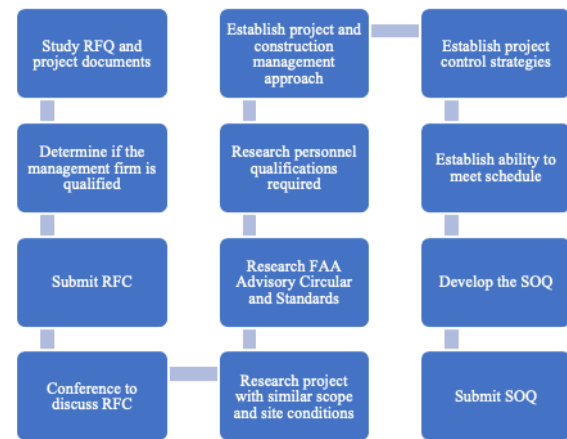 Study RFQ and
project documents
Determine if the
management firm is
qualified
Submit RFC
Conference to
discuss RFC
Research project
with similar scope
and site conditions
Research FAA
Advisory Circular
and Standards
Research personnel
qualifications
required
Establish project and
construction
management
approach
Establish project
control strategies
Establish ability to
meet schedule
Develop the SOQ
Submit SOQ